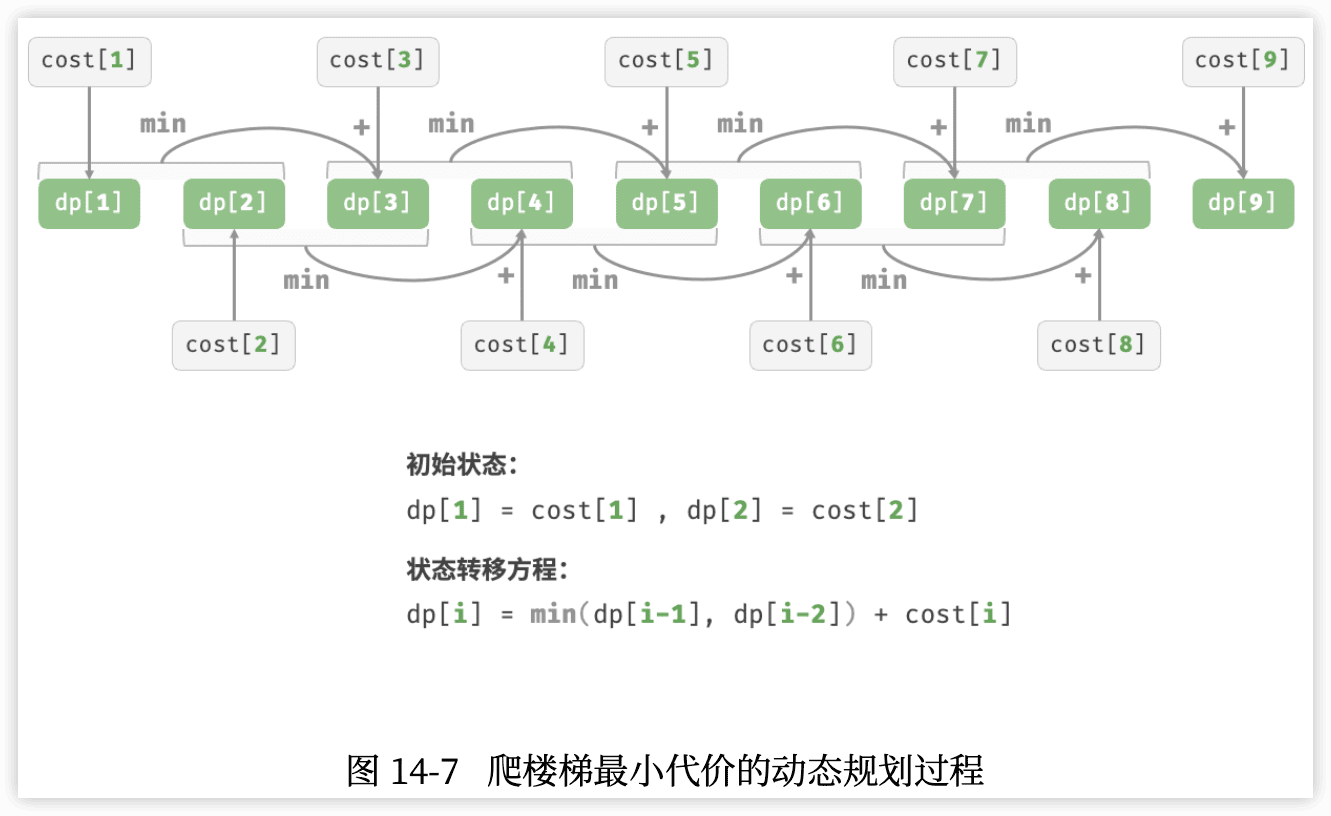 cost[1] cost[3] cost[5] cost[7] cost[9]
min + min + min + min +
dp[1] dp[2] dp[3] dp[4] dp[5] dp[6] dp[7] dp[8] dp[9]
min + min + min +
cost[2] cost[4] cost[6] cost[8]
初始状态：
dp[1] = cost[1] , dp[2] = cost[2]
状态转移方程：
dp[i] = min(dp[i-1], dp[i-2]) + cost[i]
图 14-7 爬楼梯最小代价的动态规划过程